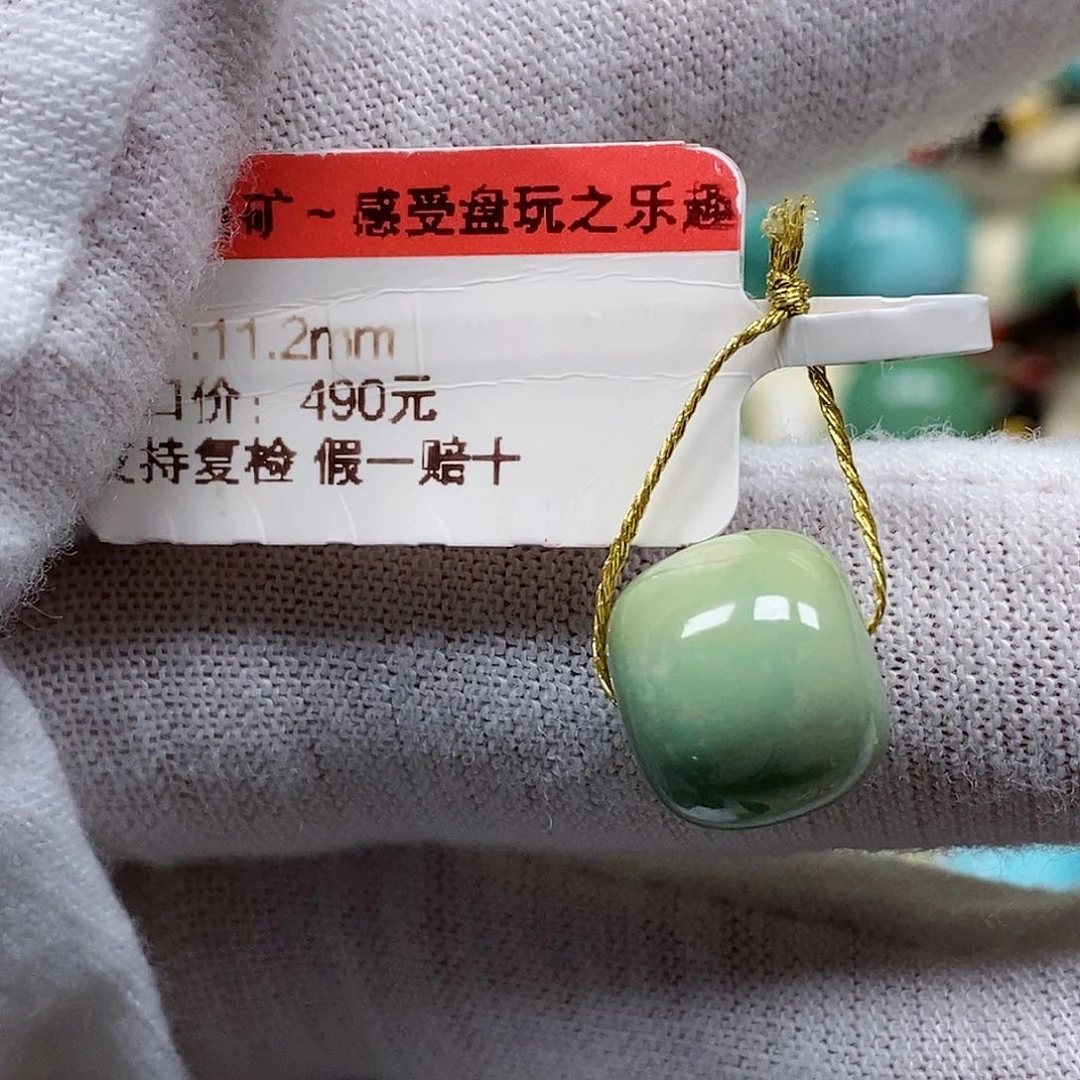 矿~感受盘玩之乐趣
:11.2mm
口价：490元
支持复检 假一赔十